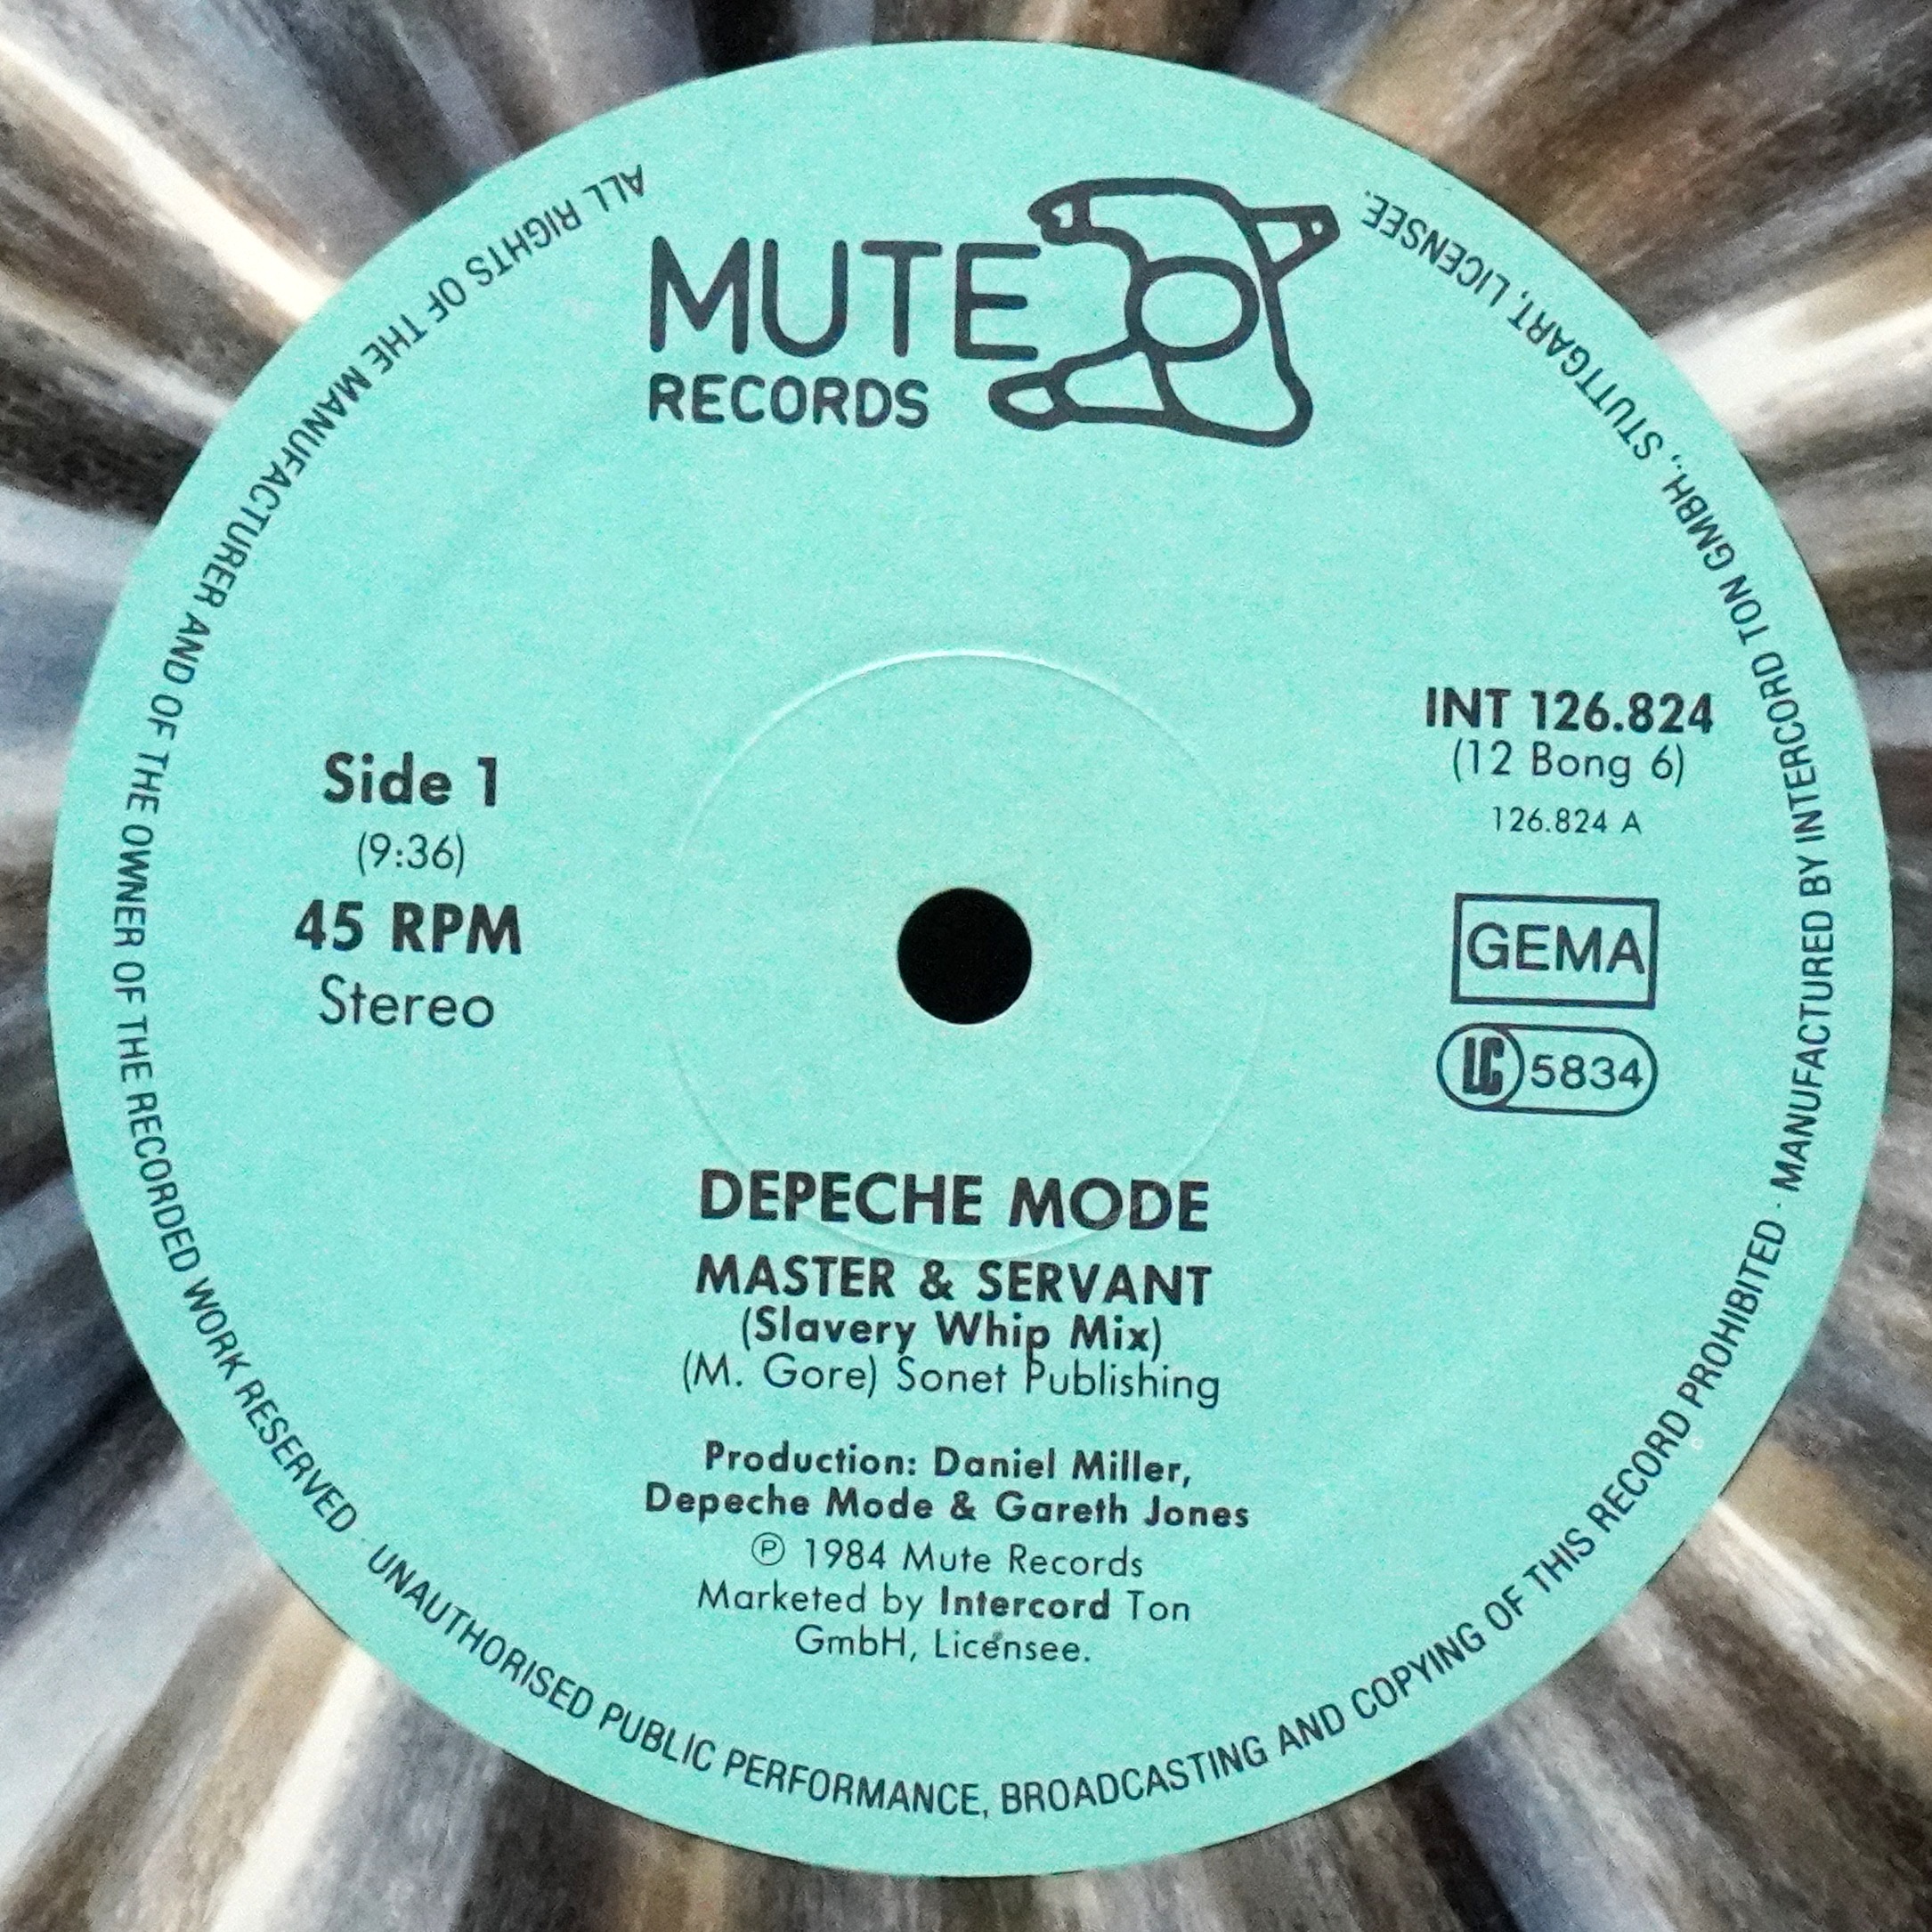 MUTE
RECORDS
Side 1
(9:36)
45 RPM
Stereo
INT 126.824
(12 Bong 6)
126.824 A
GEMA
LC 5834
DEPECHE MODE
MASTER & SERVANT
(Slavery Whip Mix)
(M. Gore) Sonet Publishing
Production: Daniel Miller,
Depeche Mode & Gareth Jones
℗ 1984 Mute Records
Marketed by Intercord Ton
GmbH, Licensee.
ALL RIGHTS OF THE MANUFACTURER AND OF THE OWNER OF THE RECORDED WORK RESERVED · UNAUTHORISED PUBLIC PERFORMANCE, BROADCASTING AND COPYING OF THIS RECORD PROHIBITED · MANUFACTURED BY INTERCORD TON GMBH., STUTTGART, LICENSEE.